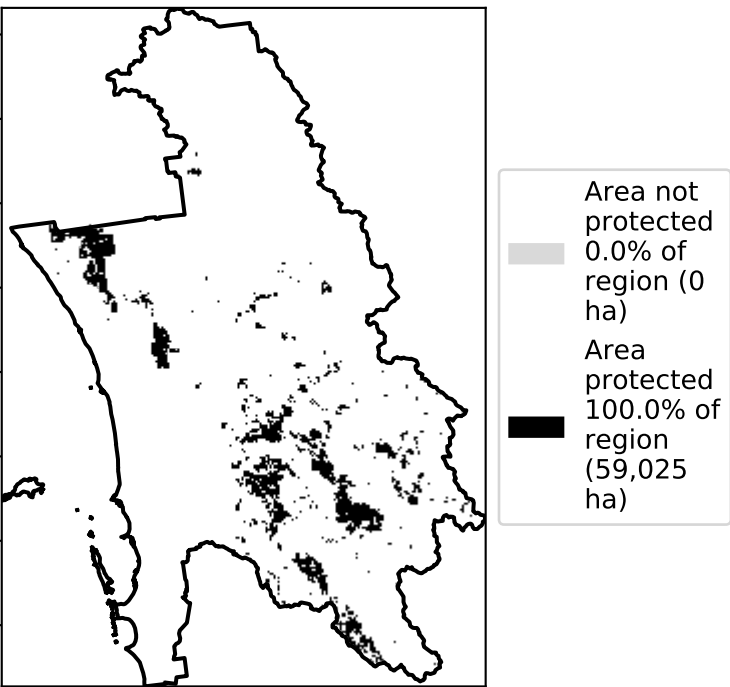 Area not
protected
0.0% of
region (0
ha)
Area
protected
100.0% of
region
(59,025
ha)